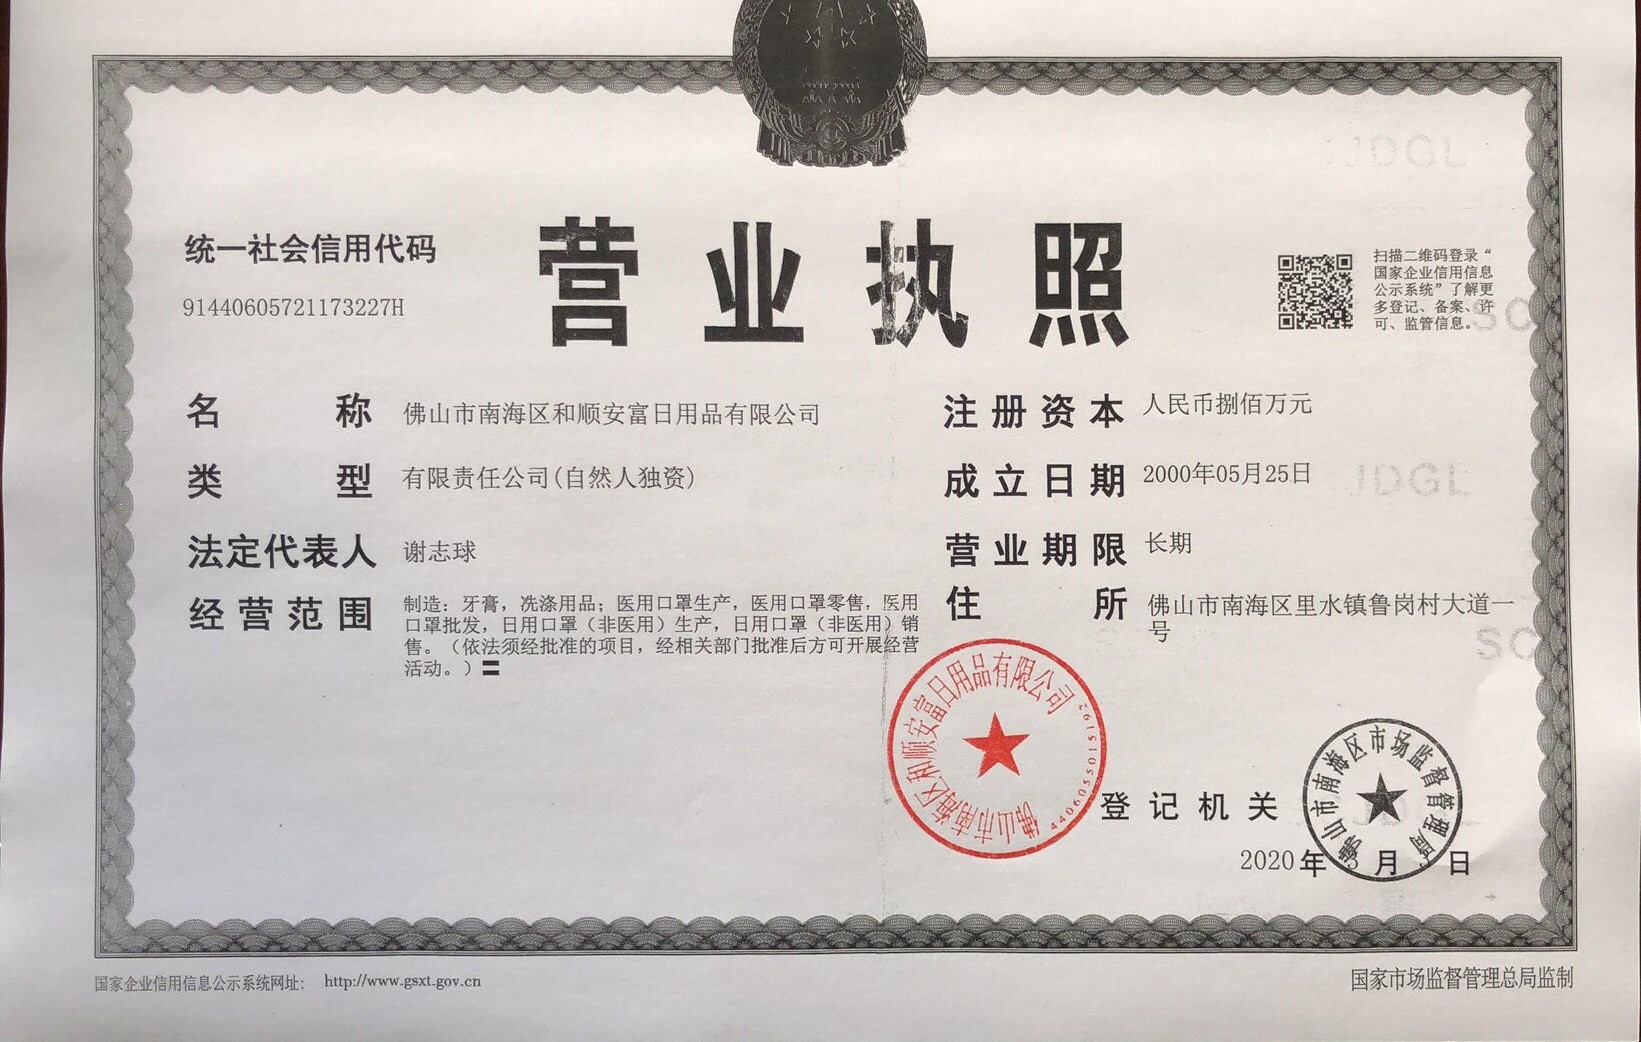 统一社会信用代码
91440605721173227H
营业执照
扫描二维码登录“
国家企业信用信息
公示系统”了解更
多登记、备案、许
可、监管信息。
名称 佛山市南海区和顺安富日用品有限公司
类型 有限责任公司(自然人独资)
法定代表人 谢志球
经营范围 制造：牙膏，冼涤用品；医用口罩生产，医用口罩零售，医用
口罩批发，日用口罩（非医用）生产，日用口罩（非医用）销
售。（依法须经批准的项目，经相关部门批准后方可开展经营
活动。）〓
注册资本 人民币捌佰万元
成立日期 2000年05月25日
营业期限 长期
住所 佛山市南海区里水镇鲁岗村大道一
号
佛山市南海区和顺安富日用品有限公司
4406055015192
登记机关
佛山市南海区市场监督管理局
2020年 月 日
国家企业信用信息公示系统网址： http://www.gsxt.gov.cn
国家市场监督管理总局监制
JDGL
SC
JDGL
SC